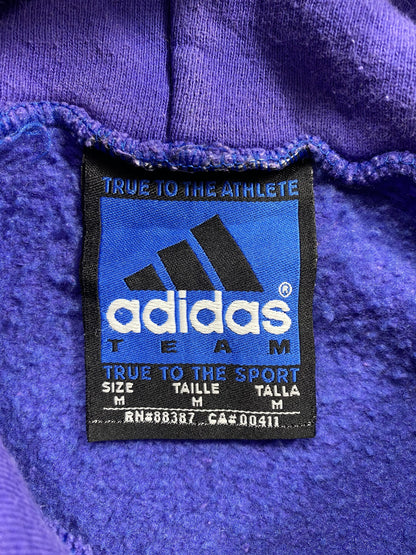 TRUE TO THE ATHLETE
adidas®
TEAM
TRUE TO THE SPORT
SIZE TAILLE TALLA
M M M
RN#88387 CA#00411